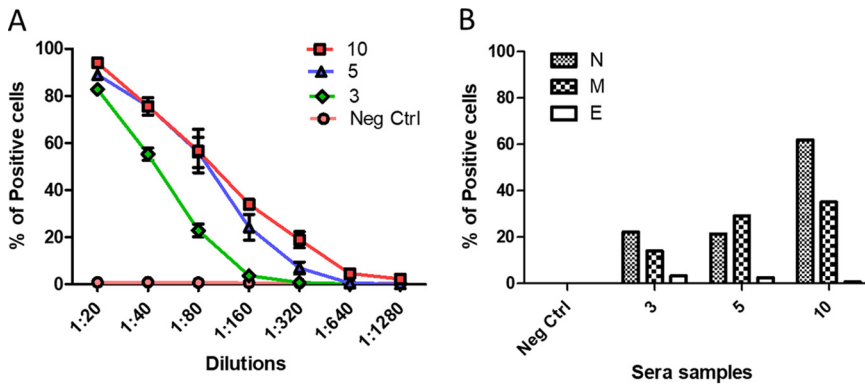 A
% of Positive cells
100
80
60
40
20
0
10
5
3
Neg Ctrl
1:20
1:40
1:80
1:160
1:320
1:640
1:1280
Dilutions
B
% of Positive cells
100
80
60
40
20
0
N
M
E
Neg Ctrl
3
5
10
Sera samples